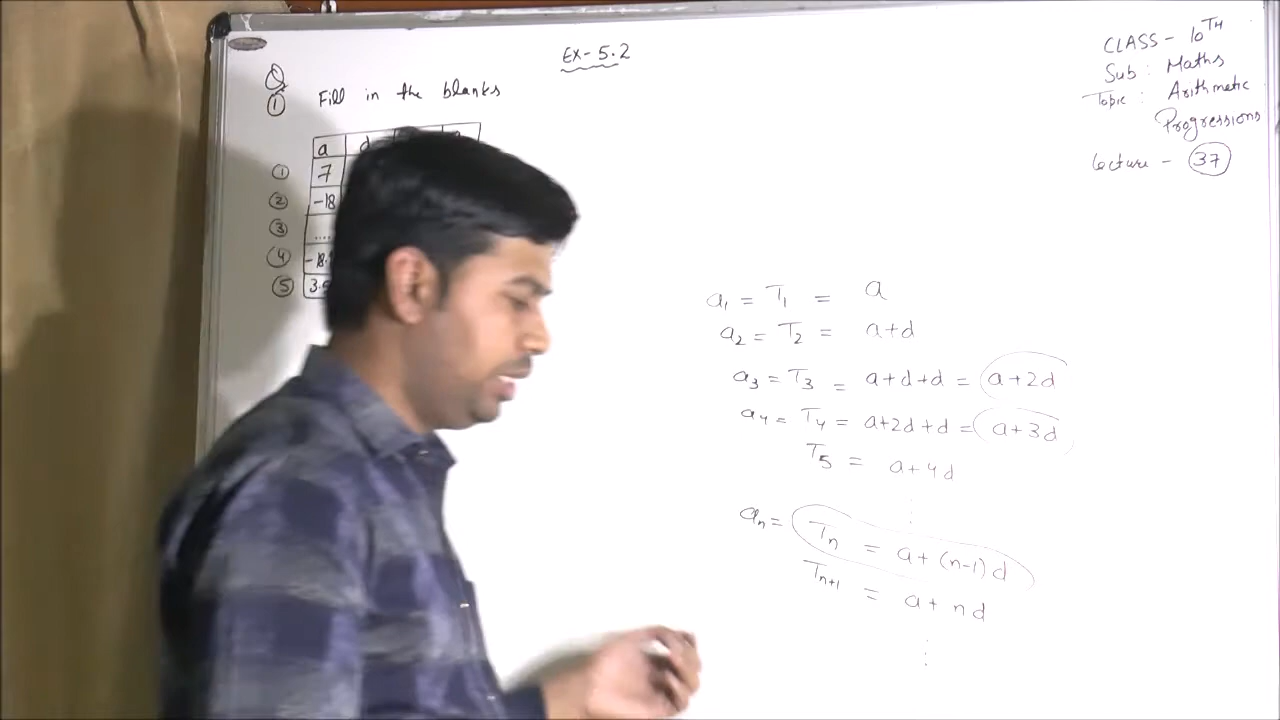 Ex- 5.2
CLASS - 10TH
Sub : Maths
Topic : Arithmetic
Progressions
Lecture - 37
Q
① Fill in the blanks
a d
① 7
② -18
③ ....
④ -18.
⑤ 3.
a₁ = T₁ = a
a₂ = T₂ = a+d
a₃ = T₃ = a+d+d = a+2d
a₄ = T₄ = a+2d+d = a+3d
T₅ = a+4d
aₙ = Tₙ = a+(n-1)d
Tₙ₊₁ = a+nd